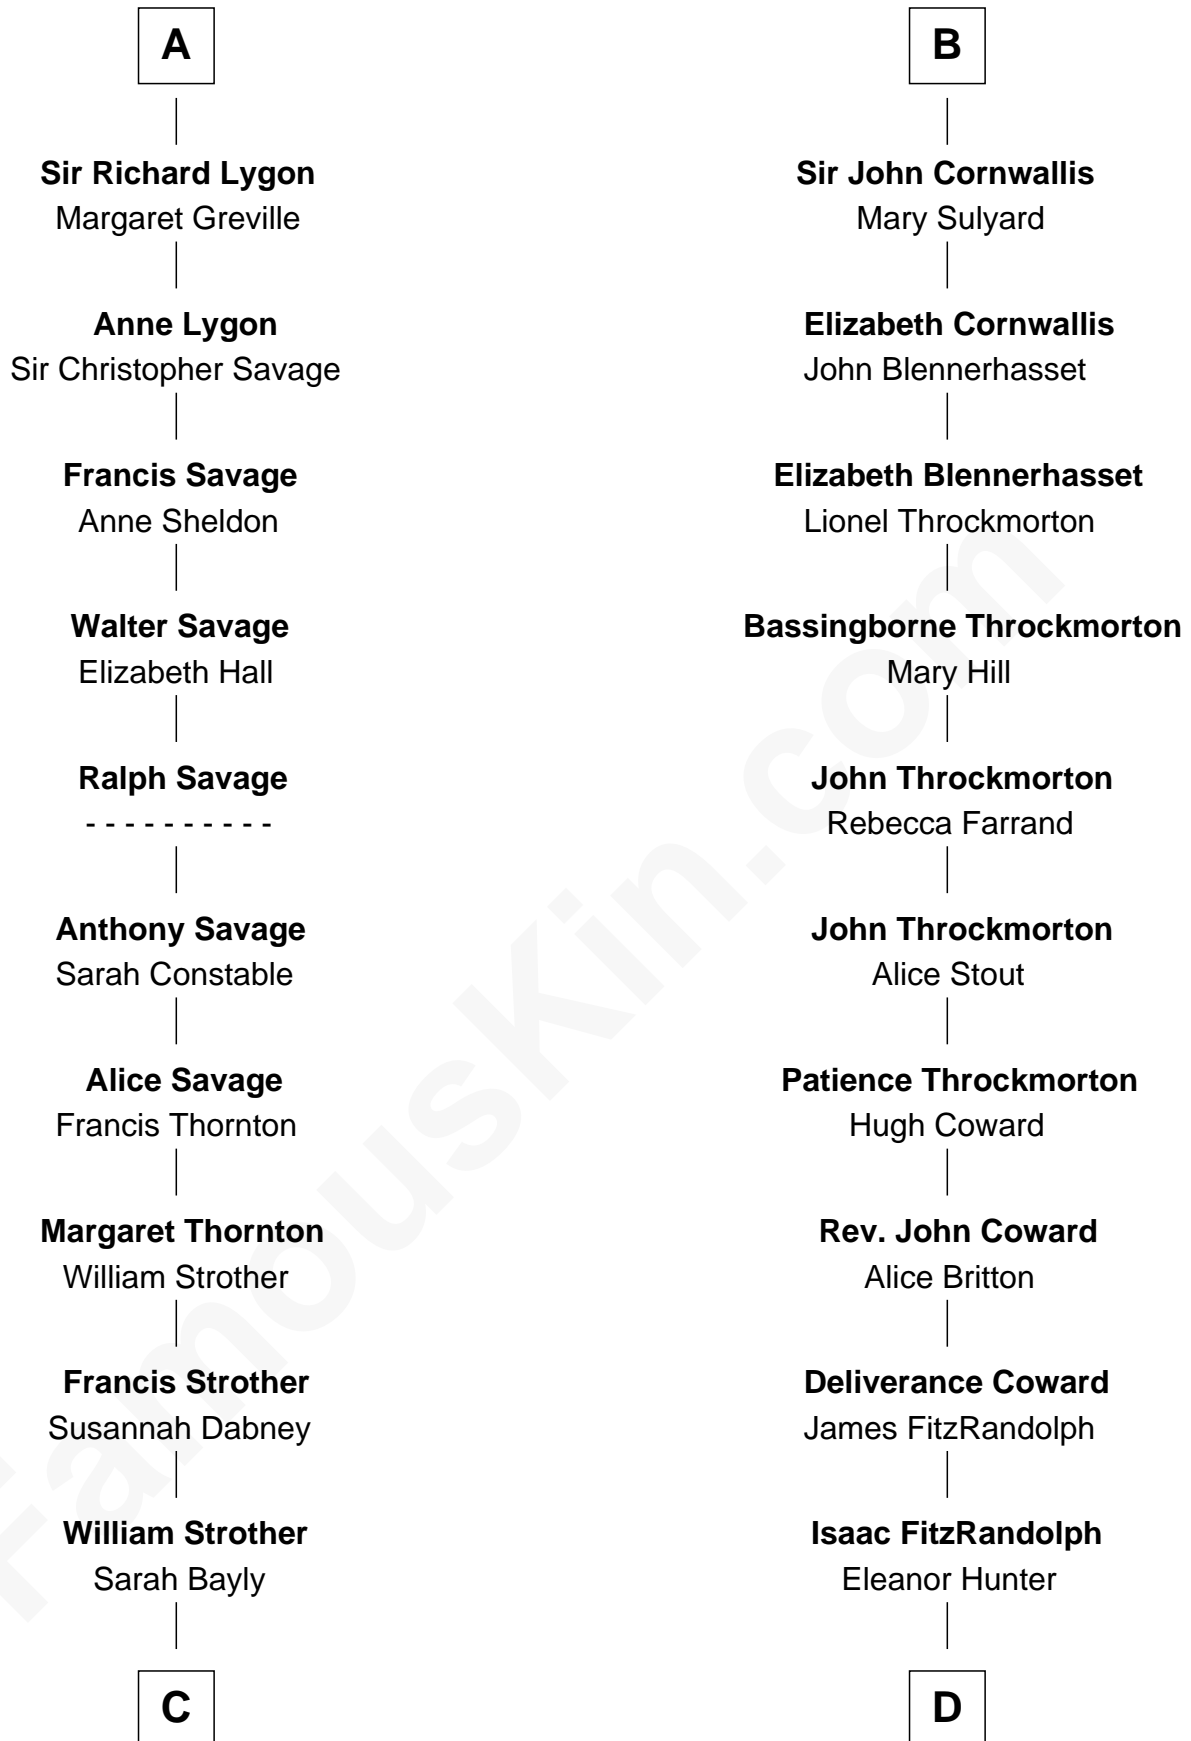 A
Sir Richard Lygon
Margaret Greville
Anne Lygon
Sir Christopher Savage
Francis Savage
Anne Sheldon
Walter Savage
Elizabeth Hall
Ralph Savage
- - - - - - - - - -
Anthony Savage
Sarah Constable
Alice Savage
Francis Thornton
Margaret Thornton
William Strother
Francis Strother
Susannah Dabney
William Strother
Sarah Bayly
C
B
Sir John Cornwallis
Mary Sulyard
Elizabeth Cornwallis
John Blennerhasset
Elizabeth Blennerhasset
Lionel Throckmorton
Bassingborne Throckmorton
Mary Hill
John Throckmorton
Rebecca Farrand
John Throckmorton
Alice Stout
Patience Throckmorton
Hugh Coward
Rev. John Coward
Alice Britton
Deliverance Coward
James FitzRandolph
Isaac FitzRandolph
Eleanor Hunter
D
FamousKin.com